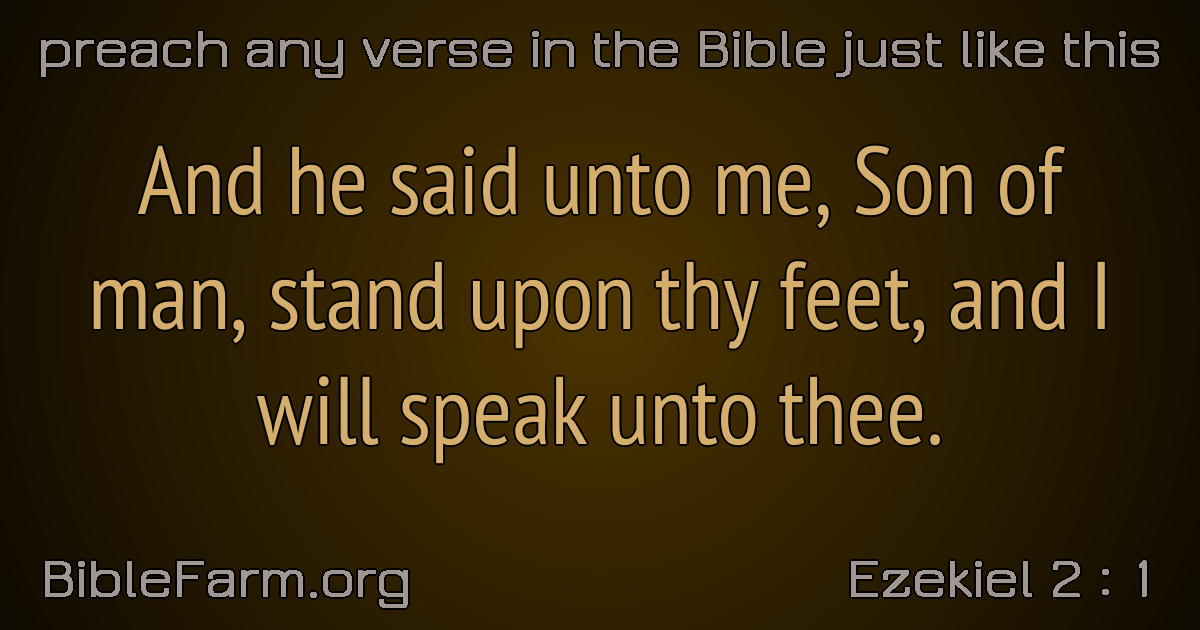 preach any verse in the Bible just like this
And he said unto me, Son of
man, stand upon thy feet, and I
will speak unto thee.
BibleFarm.org
Ezekiel 2 : 1